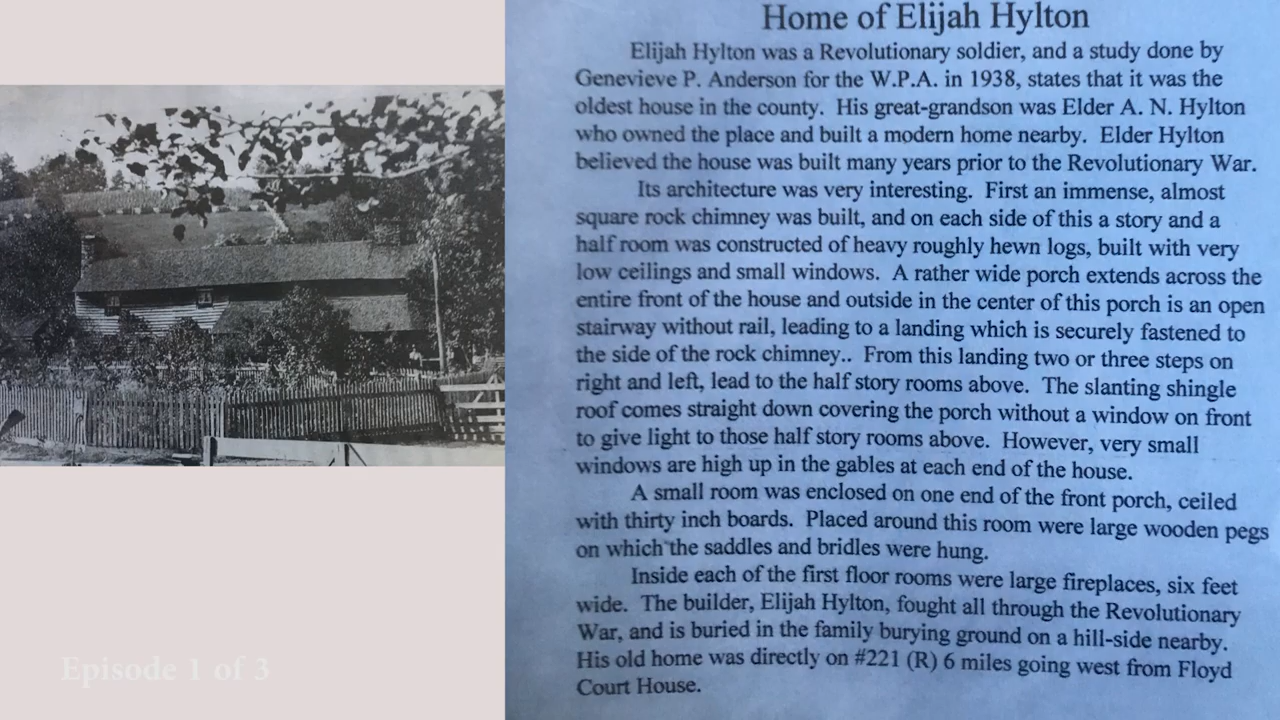 Home of Elijah Hylton
Elijah Hylton was a Revolutionary soldier, and a study done by
Genevieve P. Anderson for the W.P.A. in 1938, states that it was the
oldest house in the county. His great-grandson was Elder A. N. Hylton
who owned the place and built a modern home nearby. Elder Hylton
believed the house was built many years prior to the Revolutionary War.
Its architecture was very interesting. First an immense, almost
square rock chimney was built, and on each side of this a story and a
half room was constructed of heavy roughly hewn logs, built with very
low ceilings and small windows. A rather wide porch extends across the
entire front of the house and outside in the center of this porch is an open
stairway without rail, leading to a landing which is securely fastened to
the side of the rock chimney.. From this landing two or three steps on
right and left, lead to the half story rooms above. The slanting shingle
roof comes straight down covering the porch without a window on front
to give light to those half story rooms above. However, very small
windows are high up in the gables at each end of the house.
A small room was enclosed on one end of the front porch, ceiled
with thirty inch boards. Placed around this room were large wooden pegs
on which the saddles and bridles were hung.
Inside each of the first floor rooms were large fireplaces, six feet
wide. The builder, Elijah Hylton, fought all through the Revolutionary
War, and is buried in the family burying ground on a hill-side nearby.
His old home was directly on #221 (R) 6 miles going west from Floyd
Court House.
Episode 1 of 3